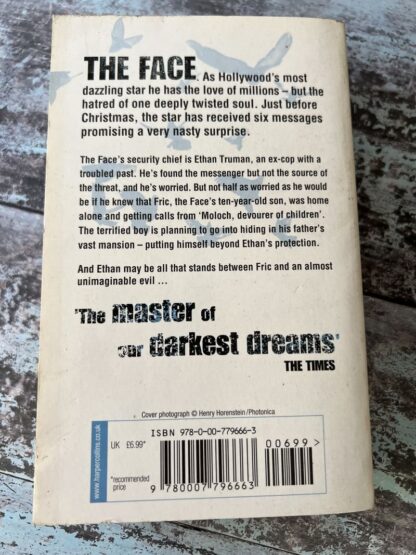 THE FACE. As Hollywood's most
dazzling star he has the love of millions – but the
hatred of one deeply twisted soul. Just before
Christmas, the star has received six messages
promising a very nasty surprise.
The Face's security chief is Ethan Truman, an ex-cop with a
troubled past. He's found the messenger but not the source of
the threat, and he's worried. But not half as worried as he would
be if he knew that Fric, the Face's ten-year-old son, was home
alone and getting calls from 'Moloch, devourer of children'.
The terrified boy is planning to go into hiding in his father's
vast mansion – putting himself beyond Ethan's protection.
And Ethan may be all that stands between Fric and an almost
unimaginable evil ...
'The master of
our darkest dreams'
THE TIMES
Cover photograph © Henry Horenstein/Photonica
www.harpercollins.co.uk
UK £6.99*
*recommended
price
ISBN 978-0-00-779666-3
00699>
9 780007 796663